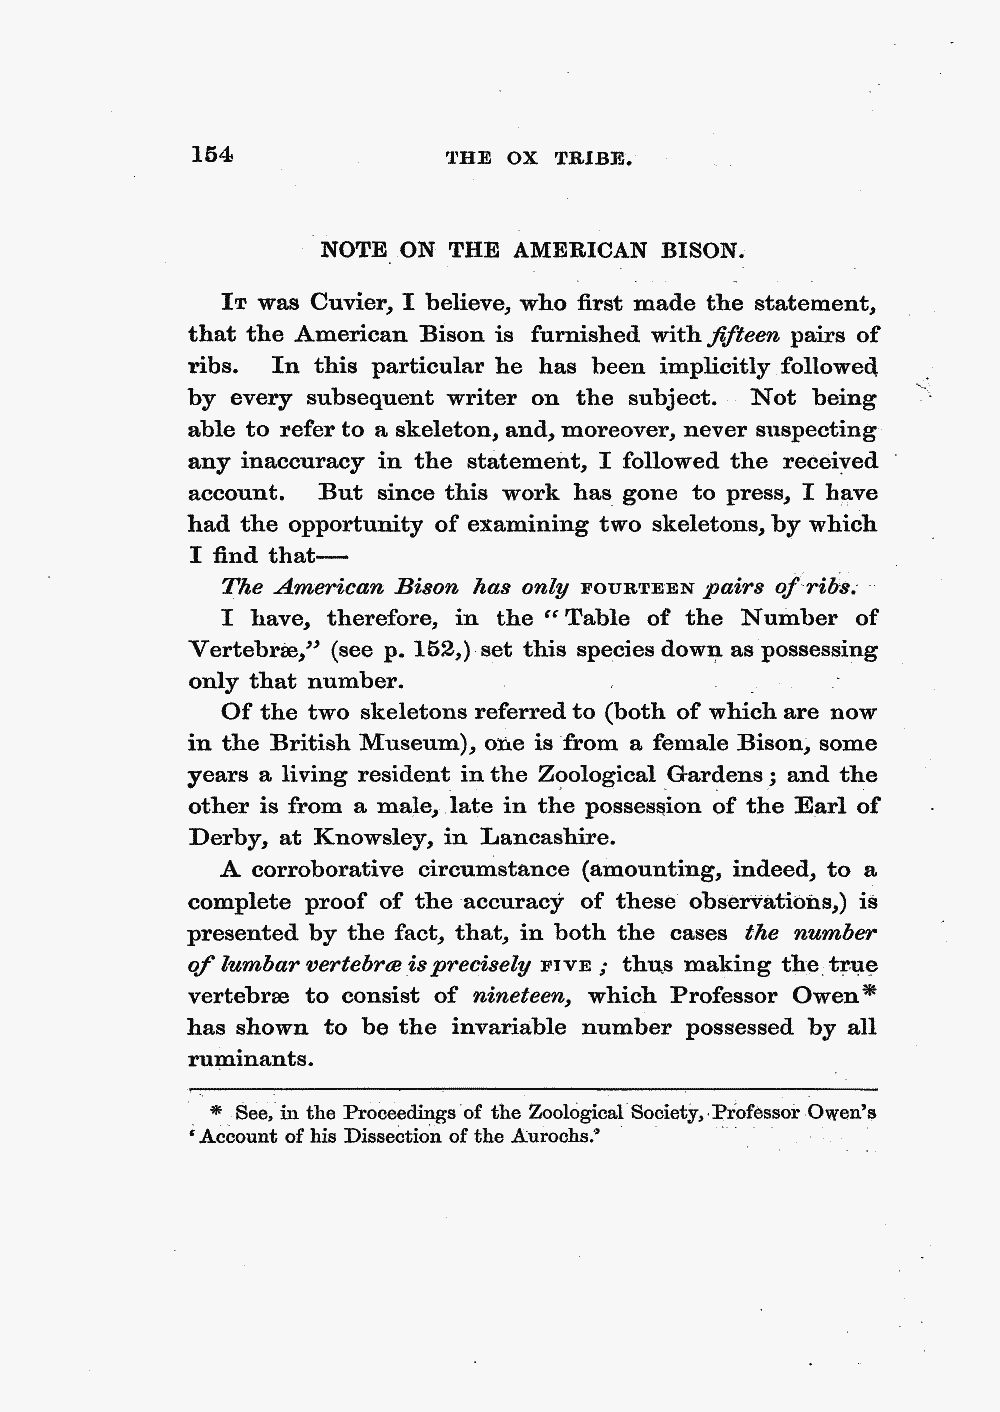 154 THE OX TRIBE.
NOTE ON THE AMERICAN BISON.
IT was Cuvier, I believe, who first made the statement,
that the American Bison is furnished with fifteen pairs of
ribs. In this particular he has been implicitly followed
by every subsequent writer on the subject. Not being
able to refer to a skeleton, and, moreover, never suspecting
any inaccuracy in the statement, I followed the received
account. But since this work has gone to press, I have
had the opportunity of examining two skeletons, by which
I find that—
The American Bison has only FOURTEEN pairs of ribs.
I have, therefore, in the “Table of the Number of
Vertebræ,” (see p. 152,) set this species down as possessing
only that number.
Of the two skeletons referred to (both of which are now
in the British Museum), one is from a female Bison, some
years a living resident in the Zoological Gardens; and the
other is from a male, late in the possession of the Earl of
Derby, at Knowsley, in Lancashire.
A corroborative circumstance (amounting, indeed, to a
complete proof of the accuracy of these observations,) is
presented by the fact, that, in both the cases the number
of lumbar vertebræ is precisely FIVE; thus making the true
vertebræ to consist of nineteen, which Professor Owen*
has shown to be the invariable number possessed by all
ruminants.
* See, in the Proceedings of the Zoological Society, Professor Owen's
‘Account of his Dissection of the Aurochs.’